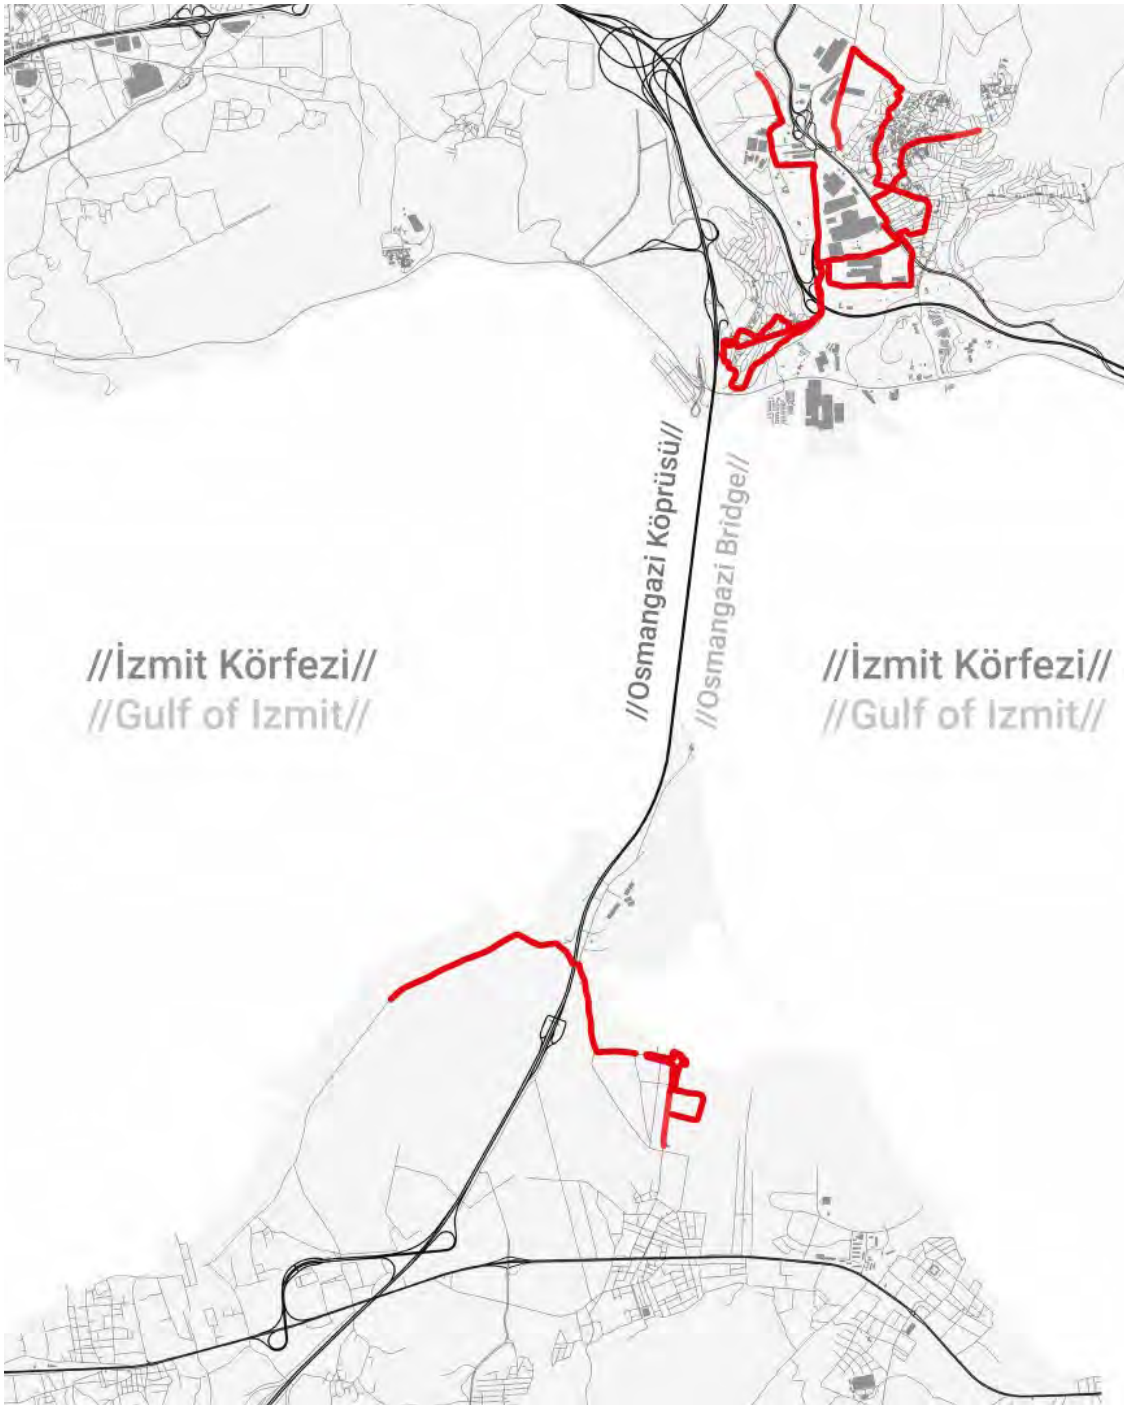 //Osmangazi Köprüsü//
//Osmangazi Bridge//
//İzmit Körfezi//
//Gulf of Izmit//
//İzmit Körfezi//
//Gulf of Izmit//